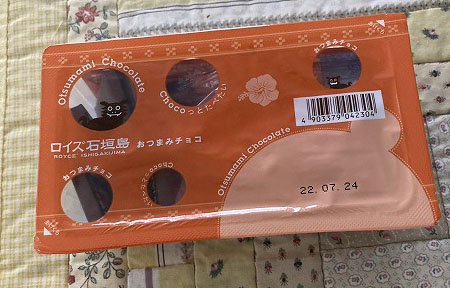 Otsumami Chocolate
Chocoっとたべたい
おつまみチョコ
4 903379 042304
ロイズ石垣島 おつまみチョコ
ROYCE' ISHIGAKIJIMA
Otsumami Chocolate
おつまみチョコ
22. 07. 24